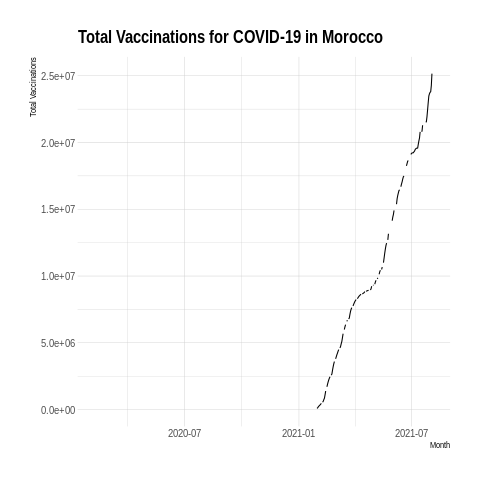 Total Vaccinations for COVID-19 in Morocco
Total Vaccinations
2.5e+07
2.0e+07
1.5e+07
1.0e+07
5.0e+06
0.0e+00
2020-07
2021-01
2021-07
Month